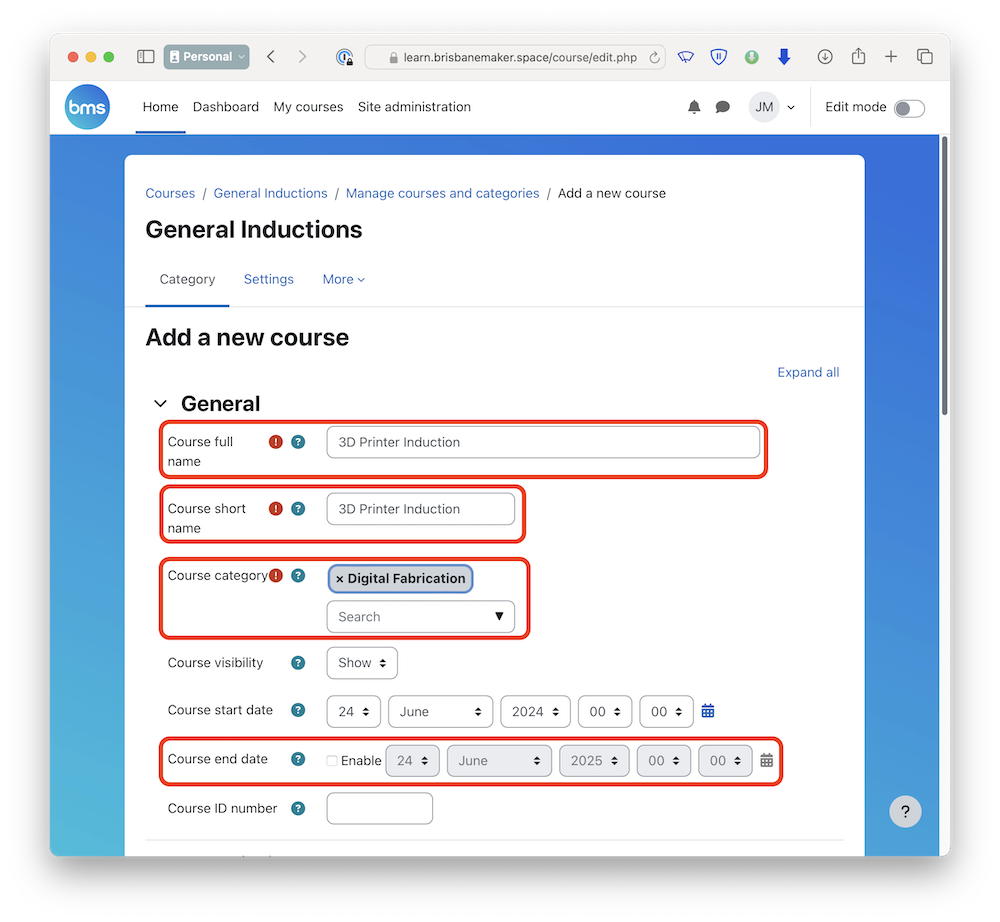 Personal
learn.brisbanemaker.space/course/edit.php
bms
Home Dashboard My courses Site administration JM Edit mode
Courses / General Inductions / Manage courses and categories / Add a new course
General Inductions
Category Settings More
Add a new course
Expand all
General
Course full name ! ? 3D Printer Induction
Course short name ! ? 3D Printer Induction
Course category ! ? × Digital Fabrication
Search ▼
Course visibility ? Show
Course start date ? 24 June 2024 00 00
Course end date ? Enable 24 June 2025 00 00
Course ID number ?
?